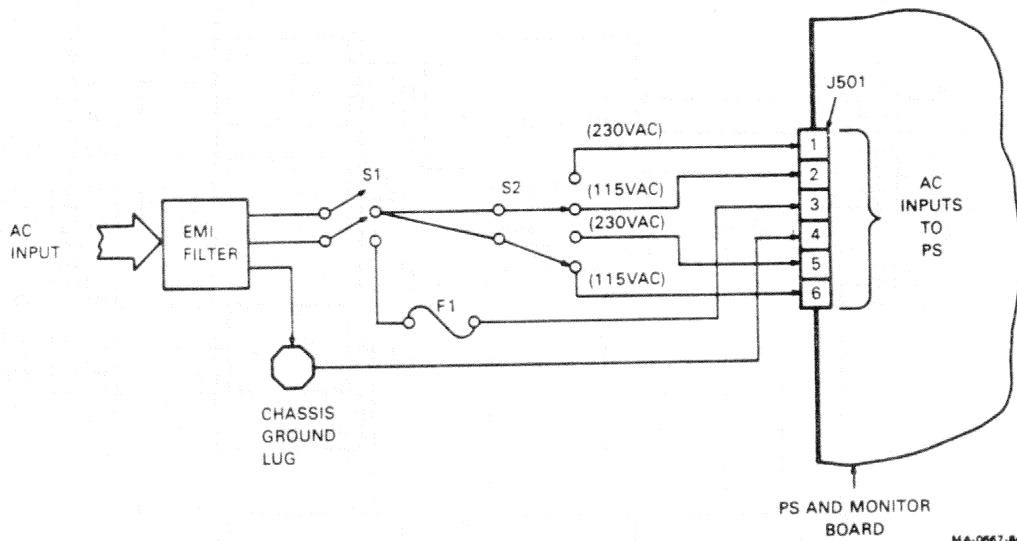 J501
(230VAC)
1
S1
S2
(115VAC)
2
AC
INPUTS
TO
PS
3
AC
INPUT
EMI
FILTER
(230VAC)
4
5
(115VAC)
6
F1
CHASSIS
GROUND
LUG
PS AND MONITOR
BOARD